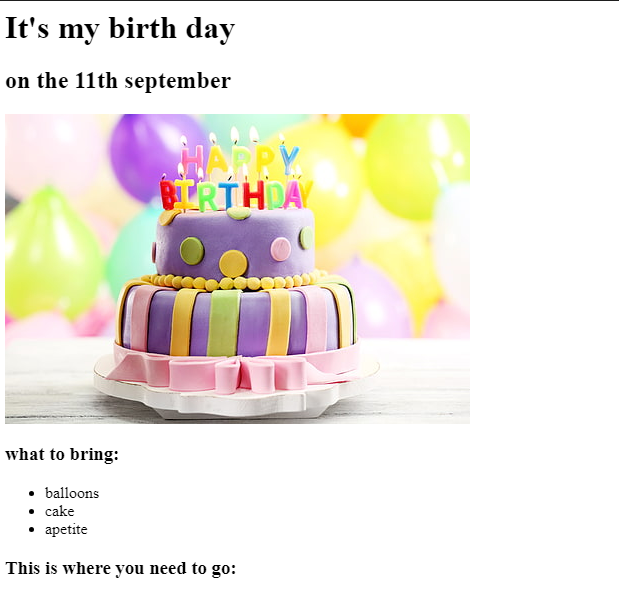 It's my birth day
on the 11th september
HAPPY
BIRTHDAY
what to bring:
balloons
cake
apetite
This is where you need to go: